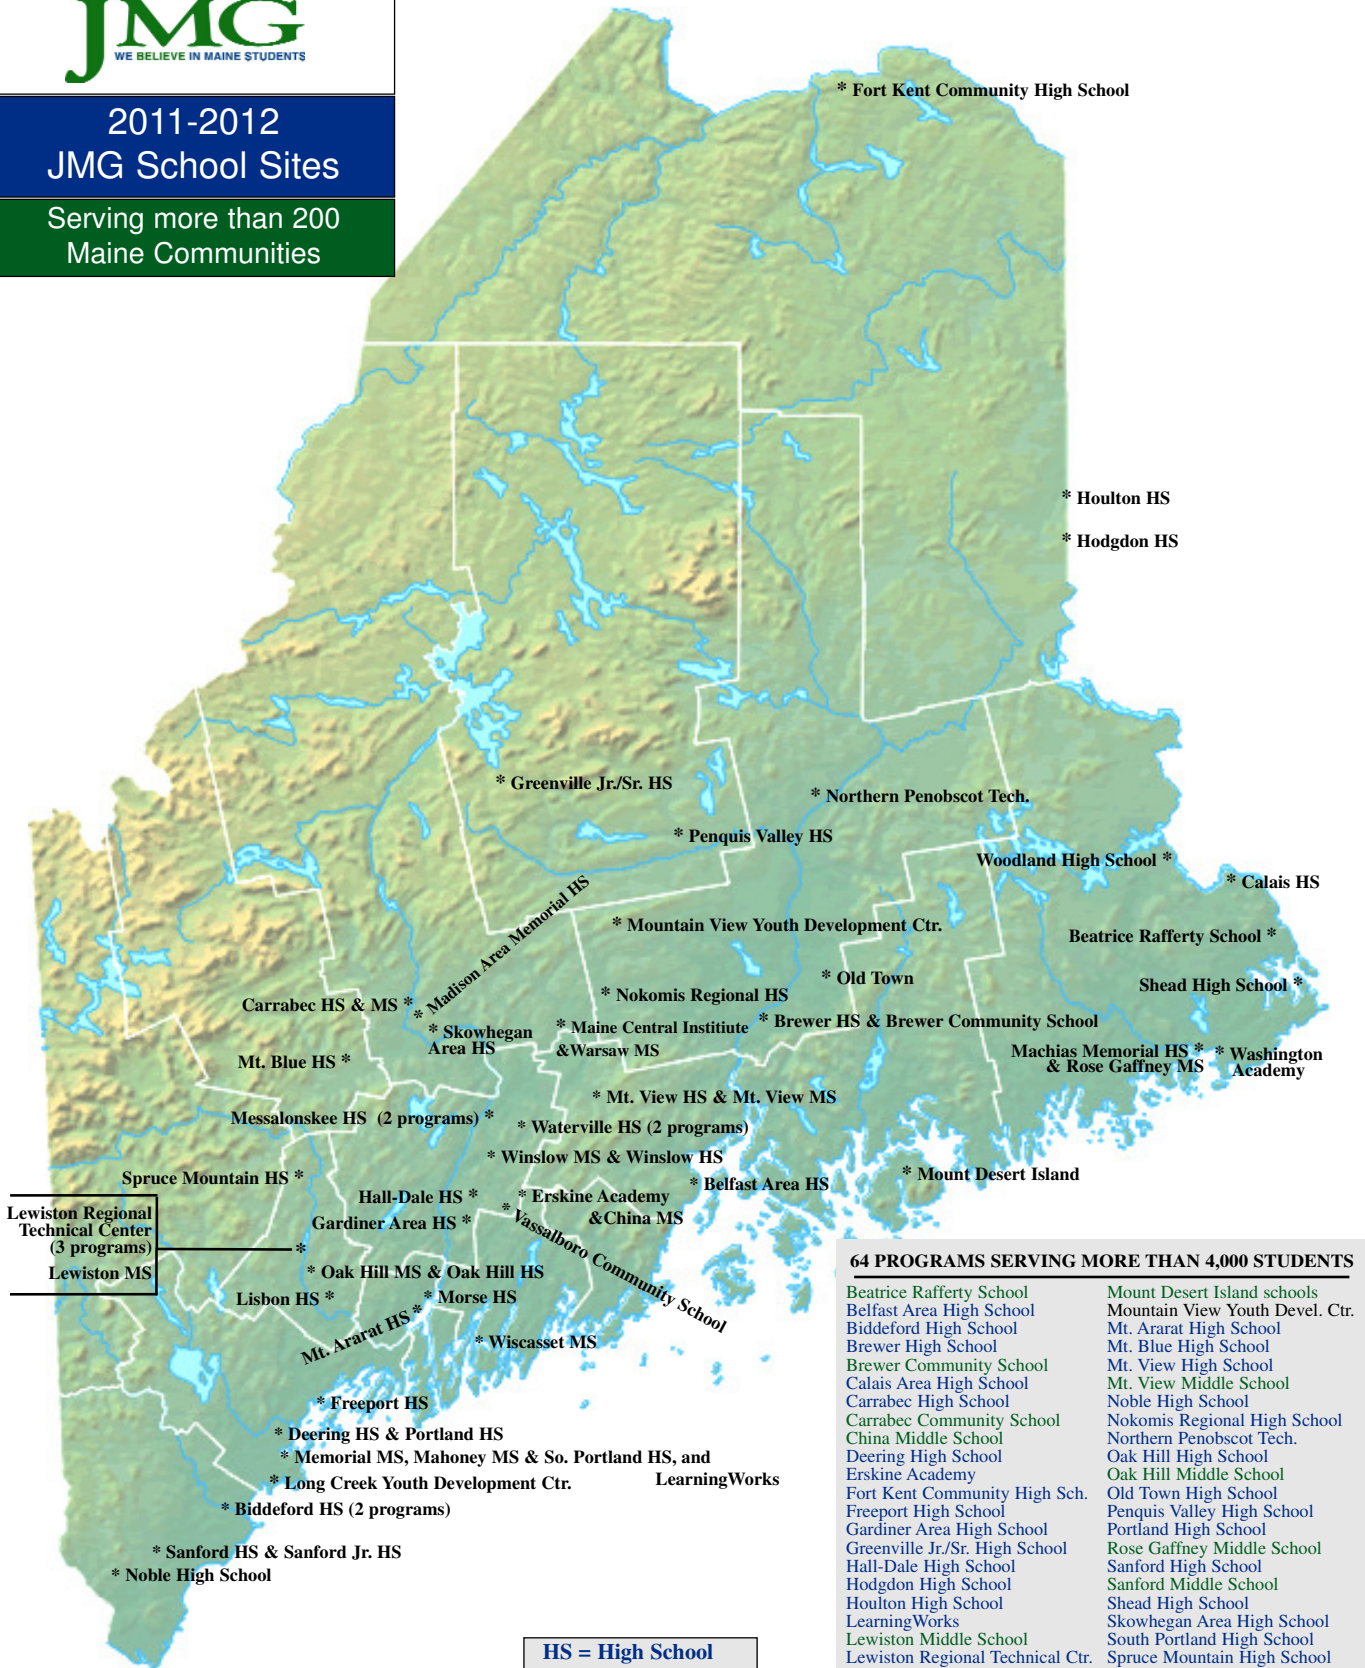 JMG
WE BELIEVE IN MAINE STUDENTS
2011-2012
JMG School Sites
Serving more than 200
Maine Communities
* Fort Kent Community High School
* Houlton HS
* Hodgdon HS
* Greenville Jr./Sr. HS
* Northern Penobscot Tech.
* Penquis Valley HS
Woodland High School *
* Calais HS
* Madison Area Memorial HS
* Mountain View Youth Development Ctr.
Beatrice Rafferty School *
* Old Town
Shead High School *
* Nokomis Regional HS
Carrabec HS & MS *
* Skowhegan
Area HS
* Maine Central Institiute
&Warsaw MS
* Brewer HS & Brewer Community School
Machias Memorial HS *
& Rose Gaffney MS
* Washington
Academy
Mt. Blue HS *
* Mt. View HS & Mt. View MS
Messalonskee HS (2 programs) *
* Waterville HS (2 programs)
* Winslow MS & Winslow HS
Spruce Mountain HS *
* Mount Desert Island
* Belfast Area HS
Hall-Dale HS *
* Erskine Academy
&China MS
* Vassalboro Community School
Gardiner Area HS *
Lewiston Regional
Technical Center
(3 programs)
*
Lewiston MS
* Oak Hill MS & Oak Hill HS
Lisbon HS *
* Morse HS
Mt. Ararat HS *
* Wiscasset MS
* Freeport HS
* Deering HS & Portland HS
* Memorial MS, Mahoney MS & So. Portland HS, and
LearningWorks
* Long Creek Youth Development Ctr.
* Biddeford HS (2 programs)
* Sanford HS & Sanford Jr. HS
* Noble High School
HS = High School
64 PROGRAMS SERVING MORE THAN 4,000 STUDENTS
Beatrice Rafferty School
Belfast Area High School
Biddeford High School
Brewer High School
Brewer Community School
Calais Area High School
Carrabec High School
Carrabec Community School
China Middle School
Deering High School
Erskine Academy
Fort Kent Community High Sch.
Freeport High School
Gardiner Area High School
Greenville Jr./Sr. High School
Hall-Dale High School
Hodgdon High School
Houlton High School
LearningWorks
Lewiston Middle School
Lewiston Regional Technical Ctr.
Mount Desert Island schools
Mountain View Youth Devel. Ctr.
Mt. Ararat High School
Mt. Blue High School
Mt. View High School
Mt. View Middle School
Noble High School
Nokomis Regional High School
Northern Penobscot Tech.
Oak Hill High School
Oak Hill Middle School
Old Town High School
Penquis Valley High School
Portland High School
Rose Gaffney Middle School
Sanford High School
Sanford Middle School
Shead High School
Skowhegan Area High School
South Portland High School
Spruce Mountain High School